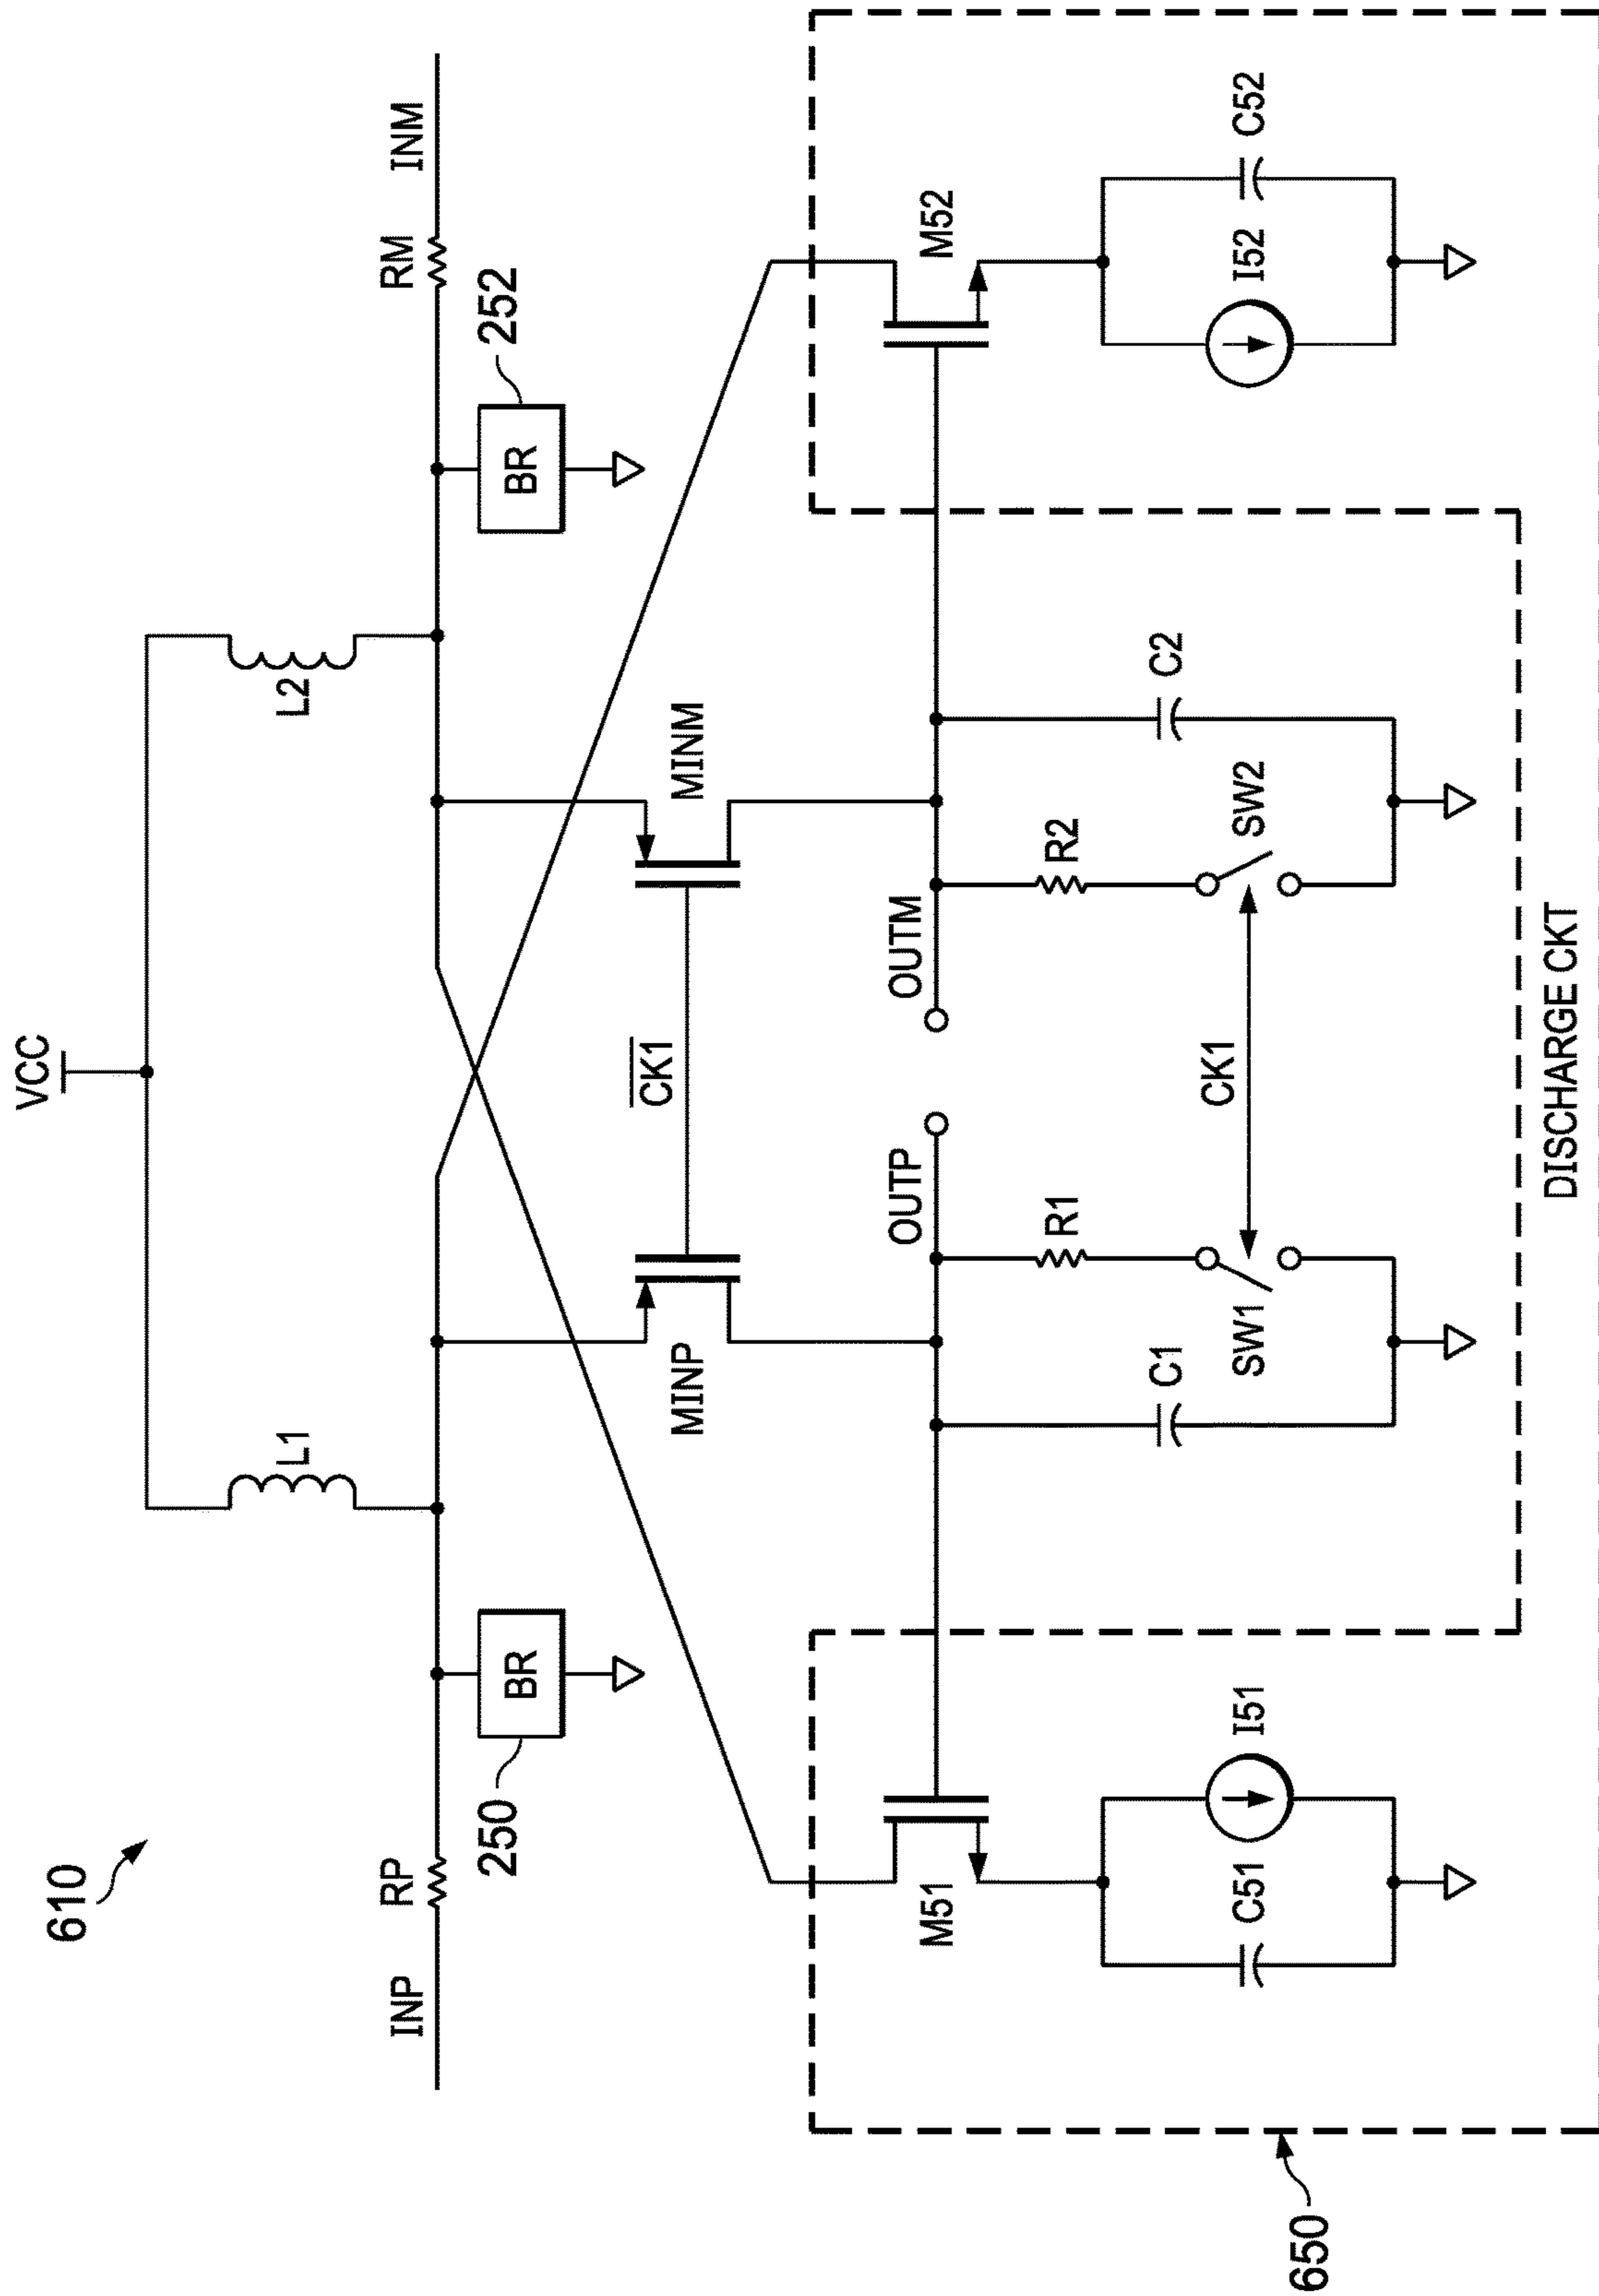 610
VCC
L1
L2
INP
RP
RM
INM
250
BR
BR
252
MINP
C̅K̅1̅
MINM
OUTP
OUTM
M51
M52
C1
R1
R2
C2
SW1
CK1
SW2
C51
I51
I52
C52
650
DISCHARGE CKT